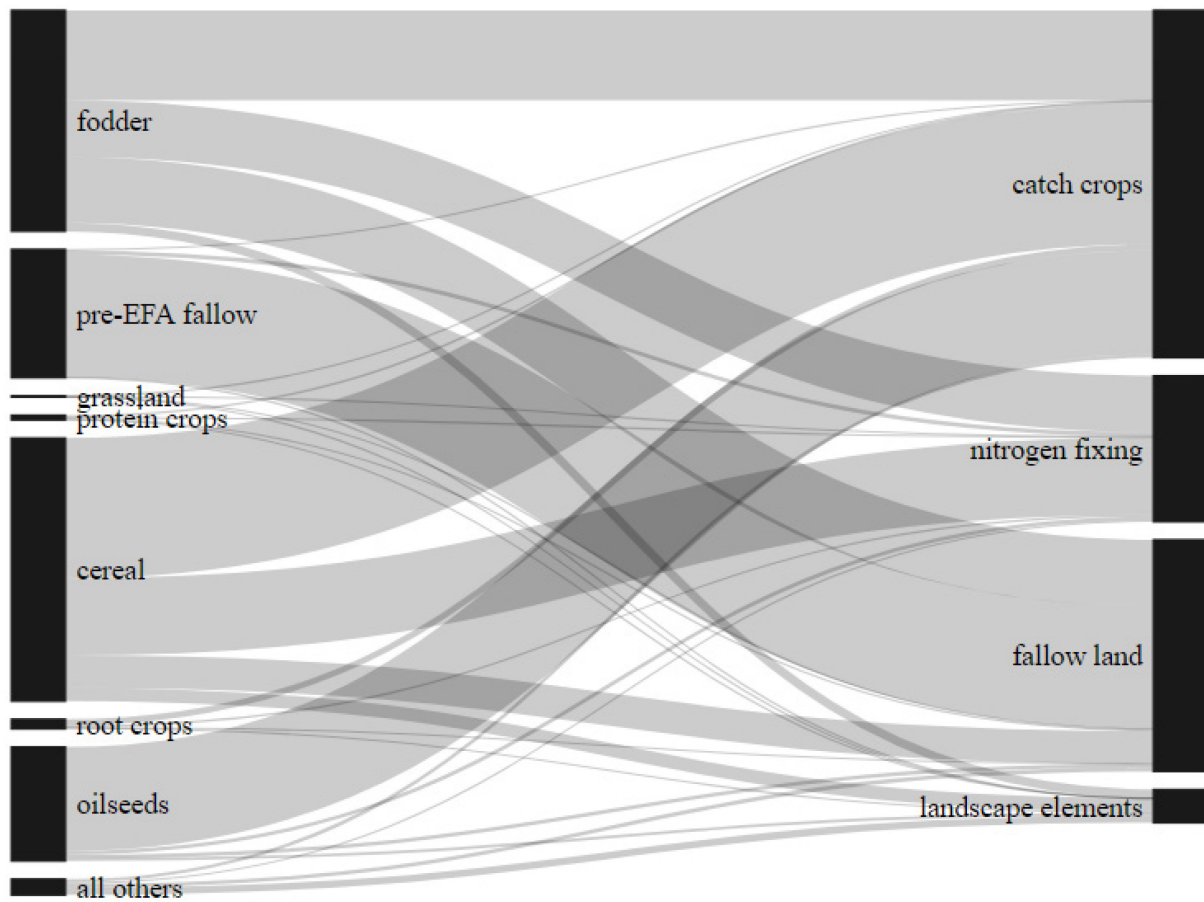 fodder
pre-EFA fallow
grassland
protein crops
cereal
root crops
oilseeds
all others
catch crops
nitrogen fixing
fallow land
landscape elements